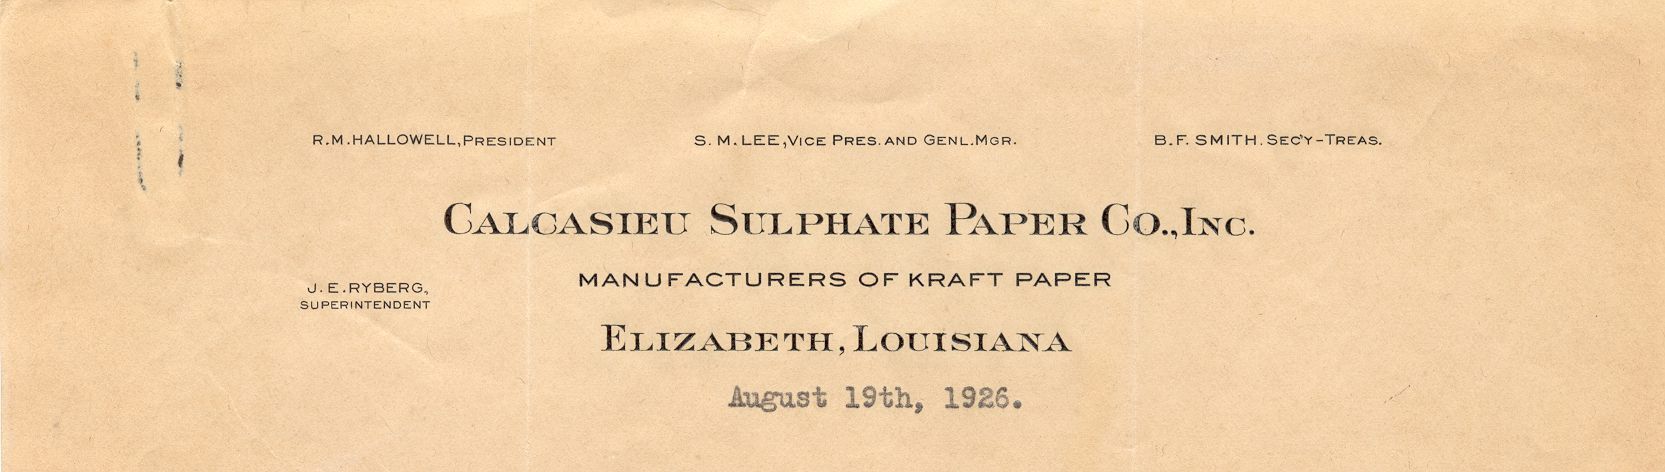 R.M.HALLOWELL, PRESIDENT
S.M.LEE, VICE PRES. AND GENL. MGR.
B.F. SMITH. SEC'Y-TREAS.
CALCASIEU SULPHATE PAPER CO., INC.
MANUFACTURERS OF KRAFT PAPER
J.E.RYBERG,
SUPERINTENDENT
ELIZABETH, LOUISIANA
August 19th, 1926.